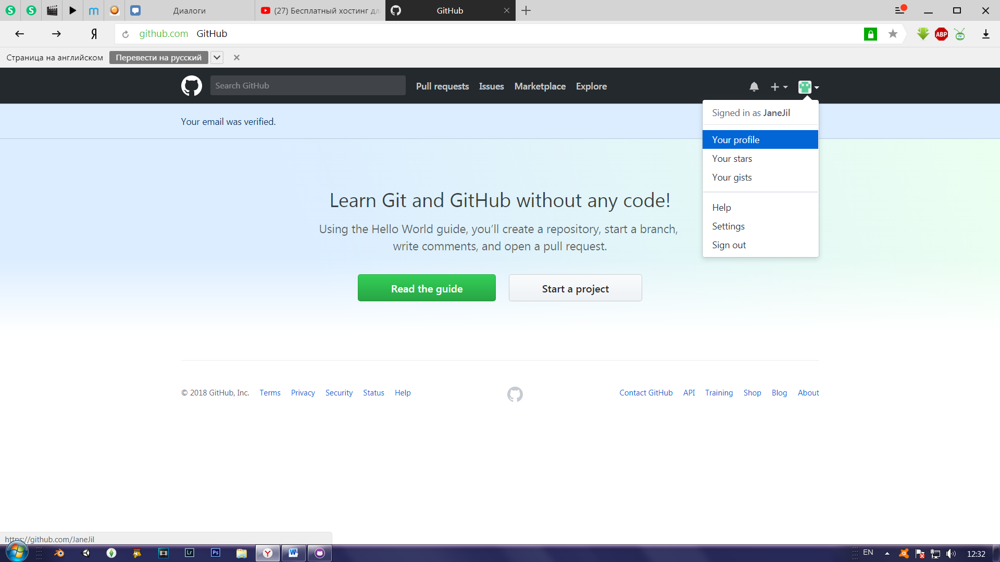 Диалоги
(27) Бесплатный хостинг дл
GitHub
Я
github.com GitHub
ABP
TV
Страница на английском Перевести на русский
Search GitHub
Pull requests Issues Marketplace Explore
Signed in as JaneJil
Your email was verified.
Your profile
Your stars
Your gists
Help
Settings
Sign out
Learn Git and GitHub without any code!
Using the Hello World guide, you’ll create a repository, start a branch,
write comments, and open a pull request.
Read the guide Start a project
© 2018 GitHub, Inc. Terms Privacy Security Status Help
Contact GitHub API Training Shop Blog About
https://github.com/JaneJil
Lr Ps Y W
EN 12:32